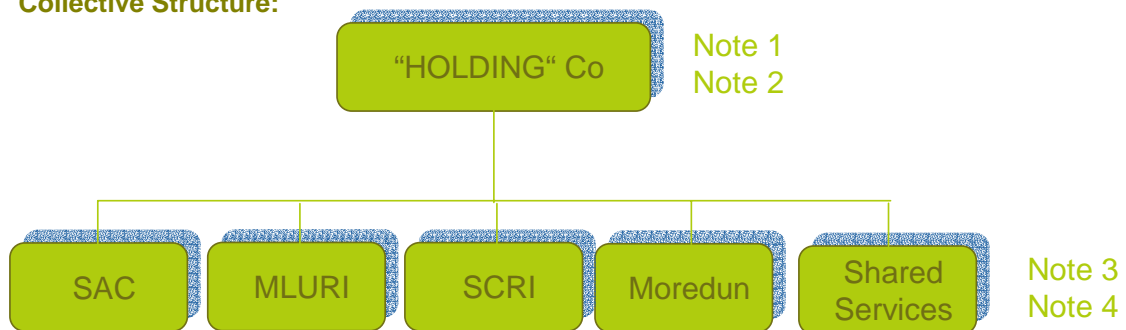 Collective Structure:
“HOLDING“ Co
Note 1
Note 2
SAC
MLURI
SCRI
Moredun
Shared
Services
Note 3
Note 4